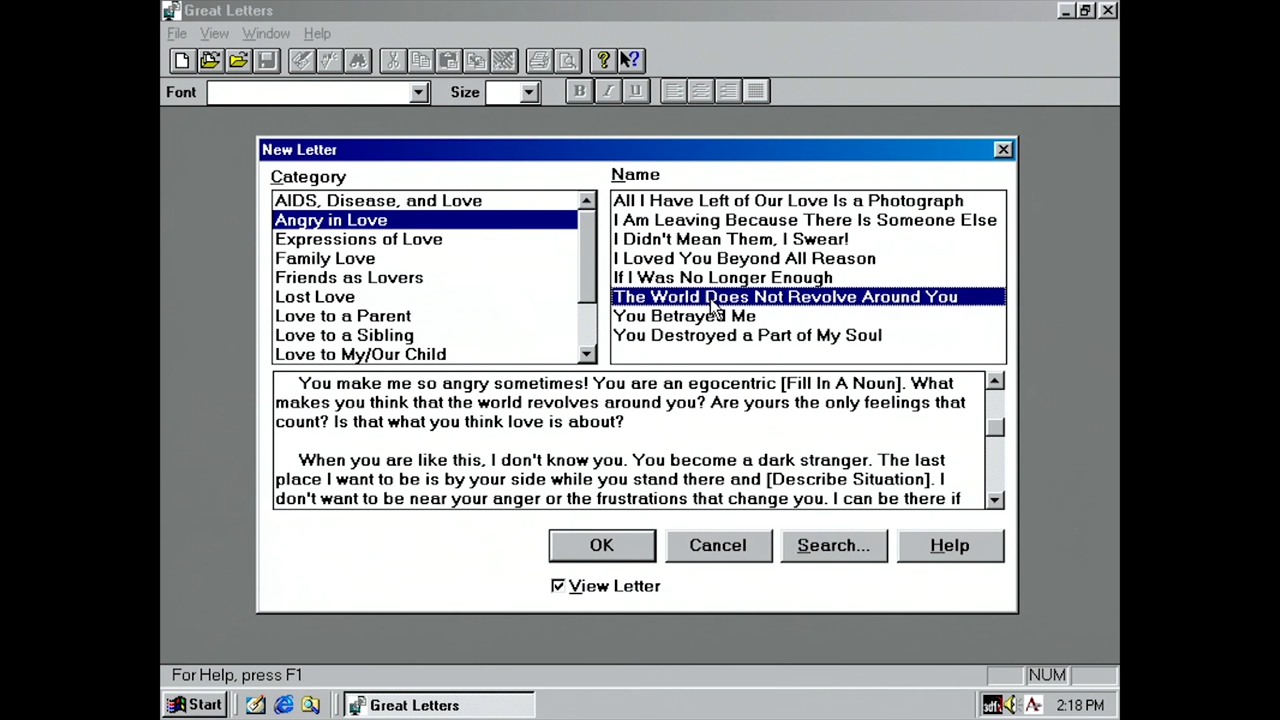 Great Letters
File View Window Help
Font Size B I U
New Letter
Category
AIDS, Disease, and Love
Angry in Love
Expressions of Love
Family Love
Friends as Lovers
Lost Love
Love to a Parent
Love to a Sibling
Love to My/Our Child
Name
All I Have Left of Our Love Is a Photograph
I Am Leaving Because There Is Someone Else
I Didn't Mean Them, I Swear!
I Loved You Beyond All Reason
If I Was No Longer Enough
The World Does Not Revolve Around You
You Betrayed Me
You Destroyed a Part of My Soul
You make me so angry sometimes! You are an egocentric [Fill In A Noun]. What
makes you think that the world revolves around you? Are yours the only feelings that
count? Is that what you think love is about?
When you are like this, I don't know you. You become a dark stranger. The last
place I want to be is by your side while you stand there and [Describe Situation]. I
don't want to be near your anger or the frustrations that change you. I can be there if
OK Cancel Search... Help
View Letter
For Help, press F1 NUM
Start Great Letters 2:18 PM